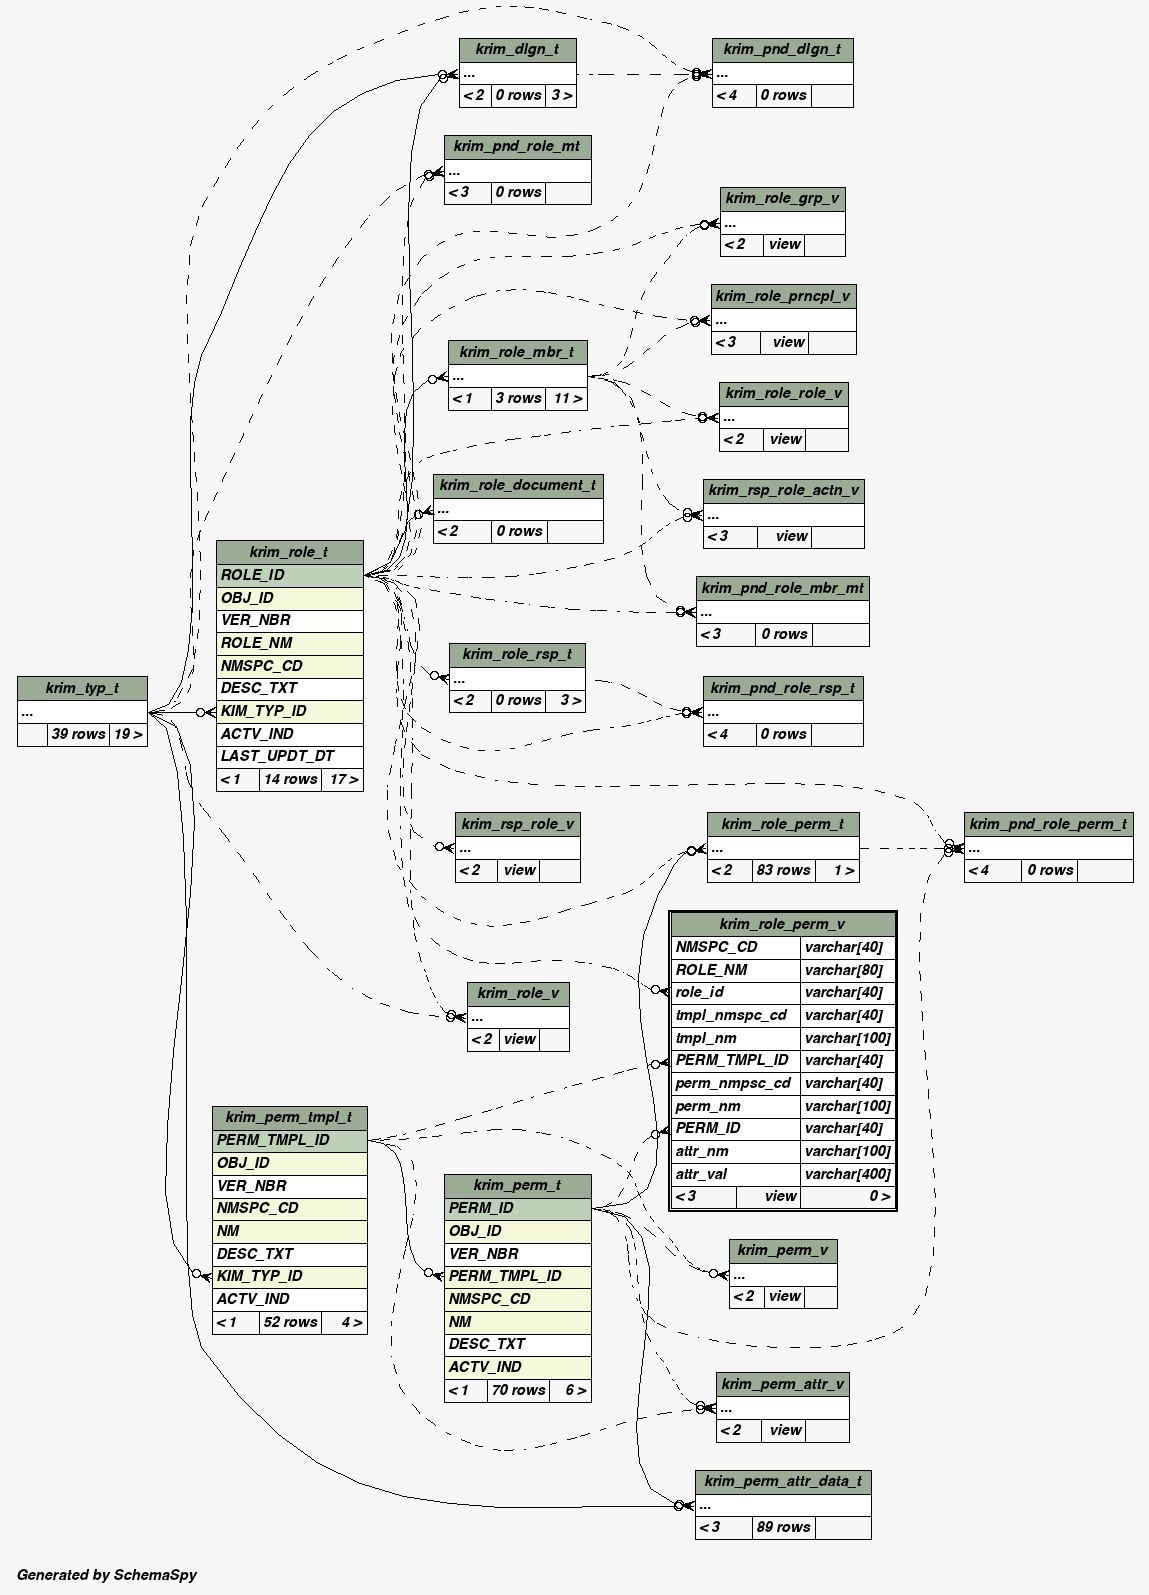 krim_dlgn_t
...
< 2 0 rows 3 >
krim_pnd_dlgn_t
...
< 4 0 rows
krim_pnd_role_mt
...
< 3 0 rows
krim_role_grp_v
...
< 2 view
krim_role_prncpl_v
...
< 3 view
krim_role_mbr_t
...
< 1 3 rows 11 >
krim_role_role_v
...
< 2 view
krim_role_document_t
...
< 2 0 rows
krim_rsp_role_actn_v
...
< 3 view
krim_role_t
ROLE_ID
OBJ_ID
VER_NBR
ROLE_NM
NMSPC_CD
DESC_TXT
KIM_TYP_ID
ACTV_IND
LAST_UPDT_DT
< 1 14 rows 17 >
krim_pnd_role_mbr_mt
...
< 3 0 rows
krim_role_rsp_t
...
< 2 0 rows 3 >
krim_typ_t
...
39 rows 19 >
krim_pnd_role_rsp_t
...
< 4 0 rows
krim_rsp_role_v
...
< 2 view
krim_role_perm_t
...
< 2 83 rows 1 >
krim_pnd_role_perm_t
...
< 4 0 rows
krim_role_perm_v
NMSPC_CD varchar[40]
ROLE_NM varchar[80]
role_id varchar[40]
tmpl_nmspc_cd varchar[40]
tmpl_nm varchar[100]
PERM_TMPL_ID varchar[40]
perm_nmpsc_cd varchar[40]
perm_nm varchar[100]
PERM_ID varchar[40]
attr_nm varchar[100]
attr_val varchar[400]
< 3 view 0 >
krim_role_v
...
< 2 view
krim_perm_tmpl_t
PERM_TMPL_ID
OBJ_ID
VER_NBR
NMSPC_CD
NM
DESC_TXT
KIM_TYP_ID
ACTV_IND
< 1 52 rows 4 >
krim_perm_t
PERM_ID
OBJ_ID
VER_NBR
PERM_TMPL_ID
NMSPC_CD
NM
DESC_TXT
ACTV_IND
< 1 70 rows 6 >
krim_perm_v
...
< 2 view
krim_perm_attr_v
...
< 2 view
krim_perm_attr_data_t
...
< 3 89 rows
Generated by SchemaSpy